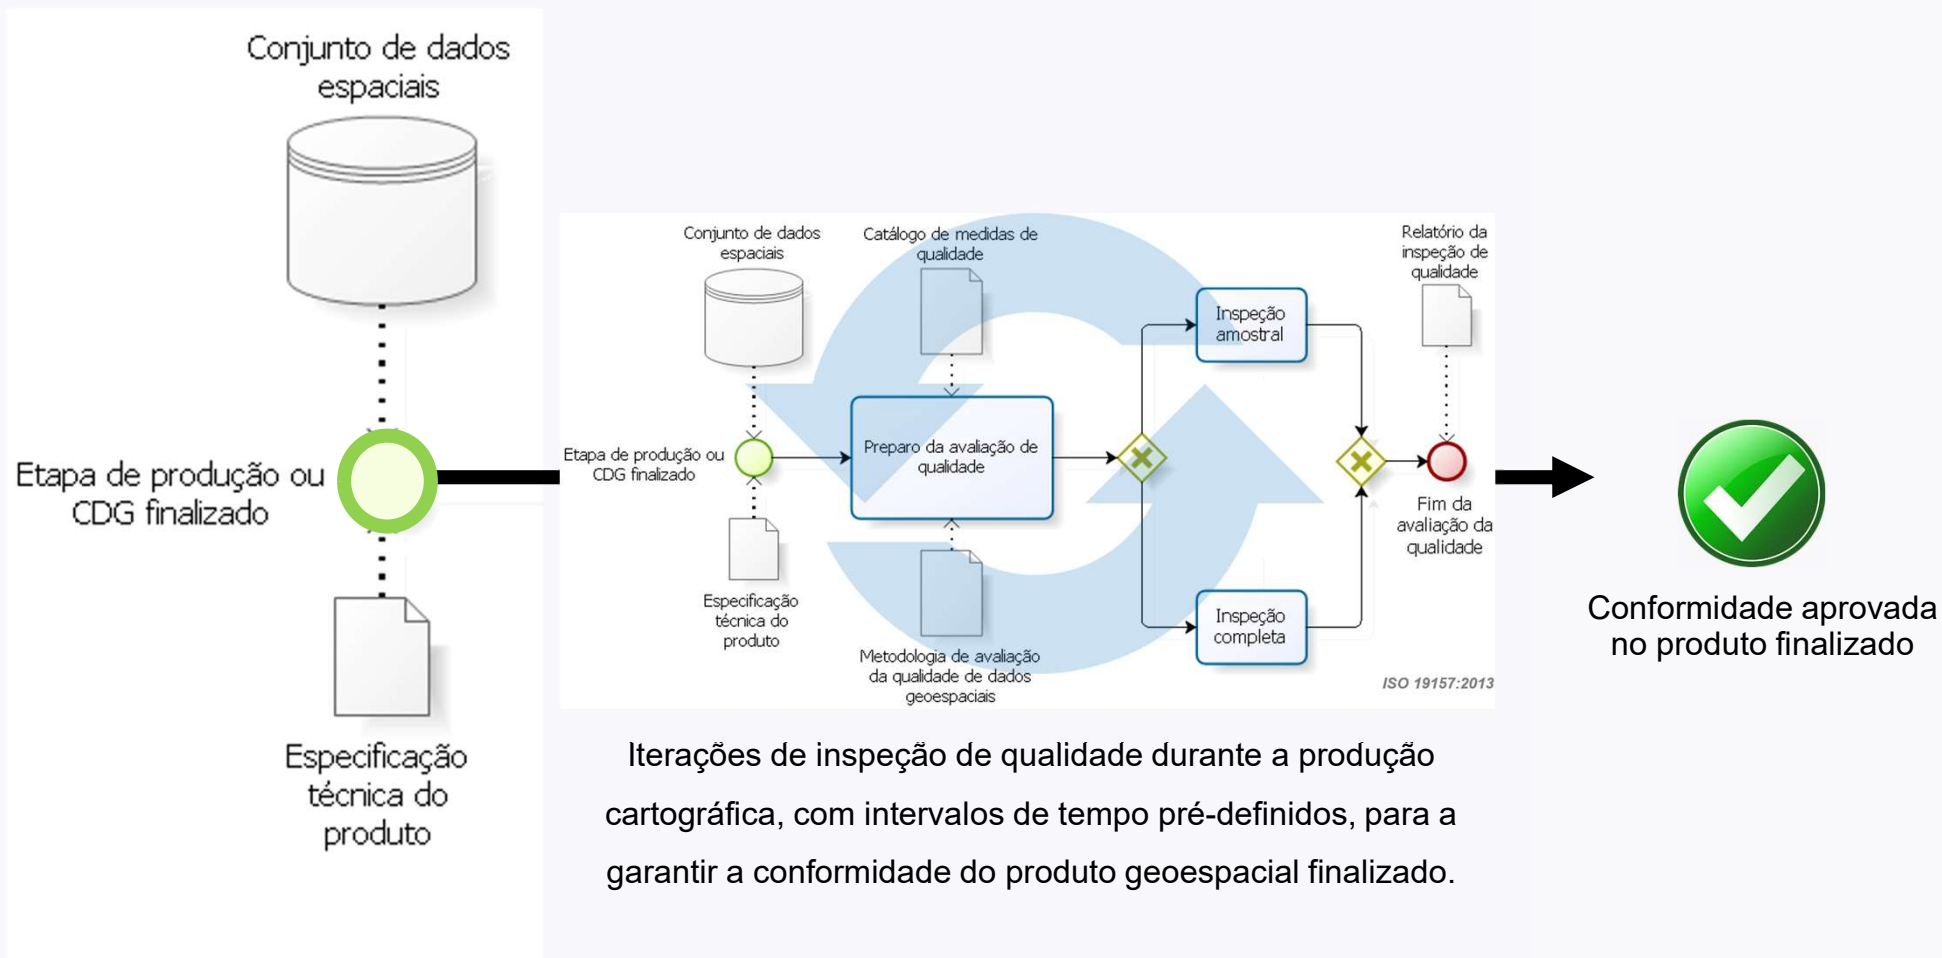 Conjunto de dados
espaciais
Etapa de produção ou
CDG finalizado
Especificação
técnica do
produto
Conjunto de dados
espaciais
Catálogo de medidas de
qualidade
Relatório da
inspeção de
qualidade
Inspeção
amostral
Etapa de produção ou
CDG finalizado
Preparo da avaliação de
qualidade
Fim da
avaliação da
qualidade
Especificação
técnica do
produto
Metodologia de avaliação
da qualidade de dados
geoespaciais
Inspeção
completa
ISO 19157:2013
Iterações de inspeção de qualidade durante a produção
cartográfica, com intervalos de tempo pré-definidos, para a
garantir a conformidade do produto geoespacial finalizado.
Conformidade aprovada
no produto finalizado